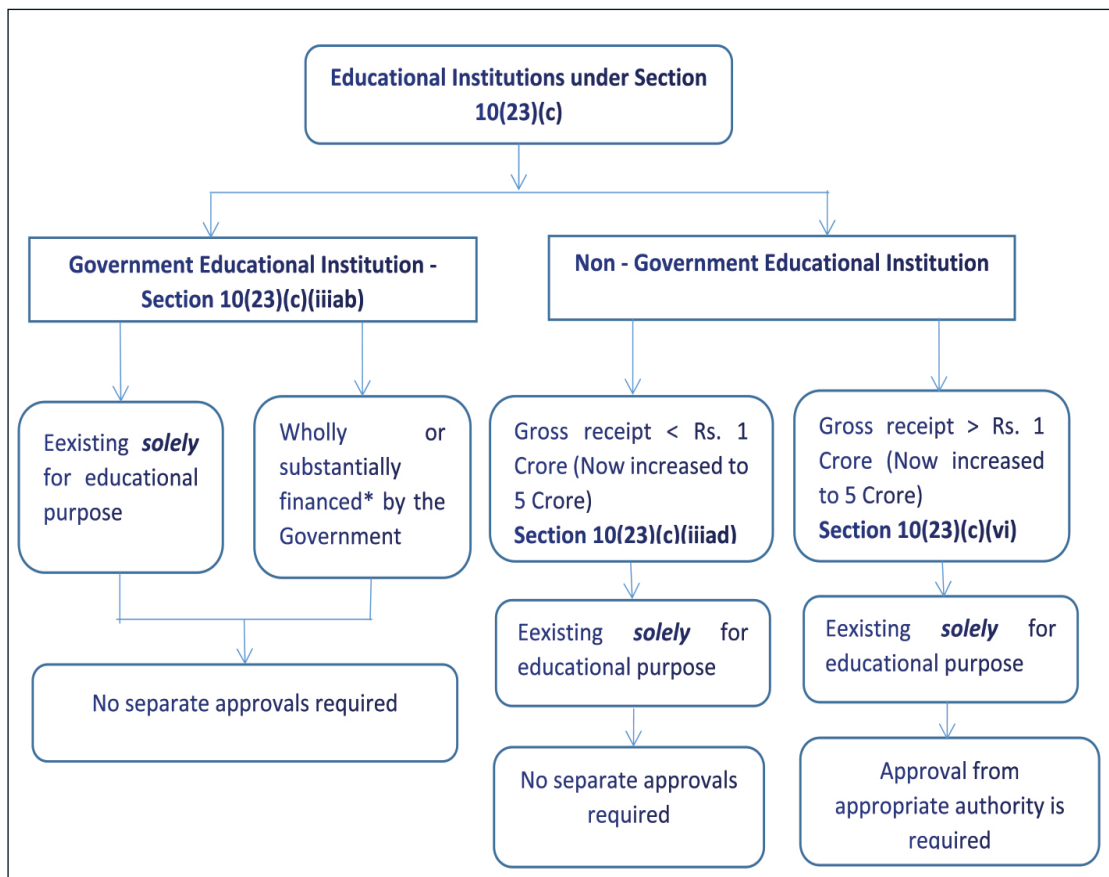 Educational Institutions under Section
10(23)(c)
Government Educational Institution -
Section 10(23)(c)(iiiab)
Non - Government Educational Institution
Eexisting solely
for educational
purpose
Wholly or
substantially
financed* by the
Government
Gross receipt < Rs. 1
Crore (Now increased to
5 Crore)
Section 10(23)(c)(iiiad)
Gross receipt > Rs. 1
Crore (Now increased
to 5 Crore)
Section 10(23)(c)(vi)
No separate approvals required
Eexisting solely for
educational purpose
Eexisting solely for
educational purpose
No separate approvals
required
Approval from
appropriate authority is
required